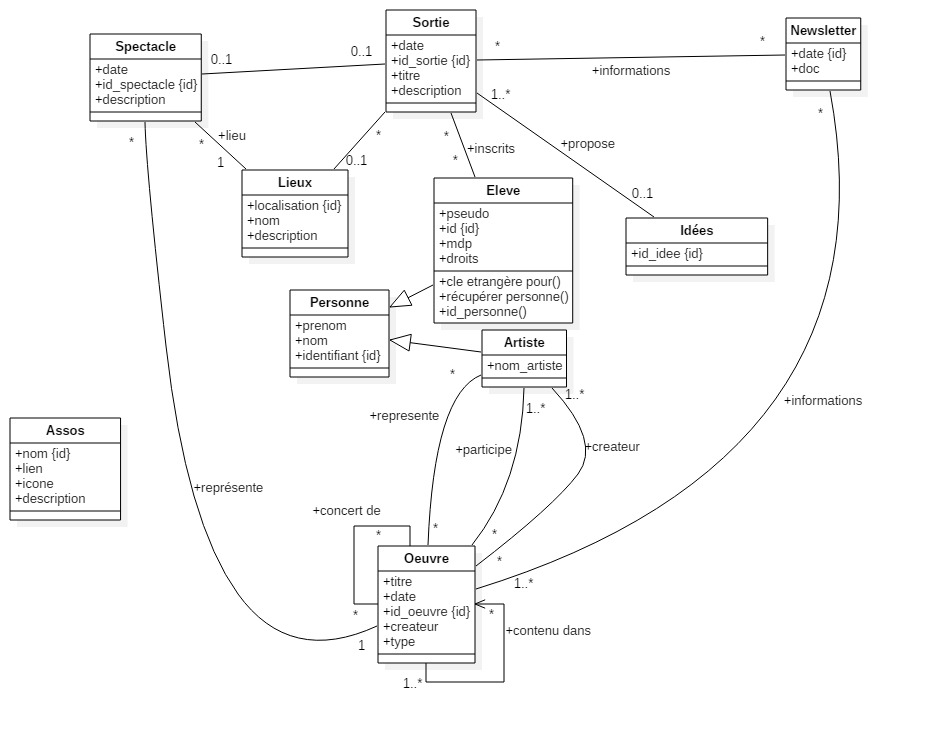 Sortie
+date
+id_sortie {id}
+titre
+description
Newsletter
+date {id}
+doc
Spectacle
+date
+id_spectacle {id}
+description
0..1
0..1
*
*
+informations
1..*
*
*
+lieu
1
*
0..1
*
*
+inscrits
+propose
0..1
*
Lieux
+localisation {id}
+nom
+description
Eleve
+pseudo
+id {id}
+mdp
+droits
+cle etrangère pour()
+récupérer personne()
+id_personne()
Idées
+id_idee {id}
Personne
+prenom
+nom
+identifiant {id}
Artiste
+nom_artiste
*
1..*
1..*
+represente
+participe
+createur
+informations
Assos
+nom {id}
+lien
+icone
+description
+représente
+concert de
*
*
*
*
*
1..*
Oeuvre
+titre
+date
+id_oeuvre {id}
+createur
+type
1
*
+contenu dans
1..*